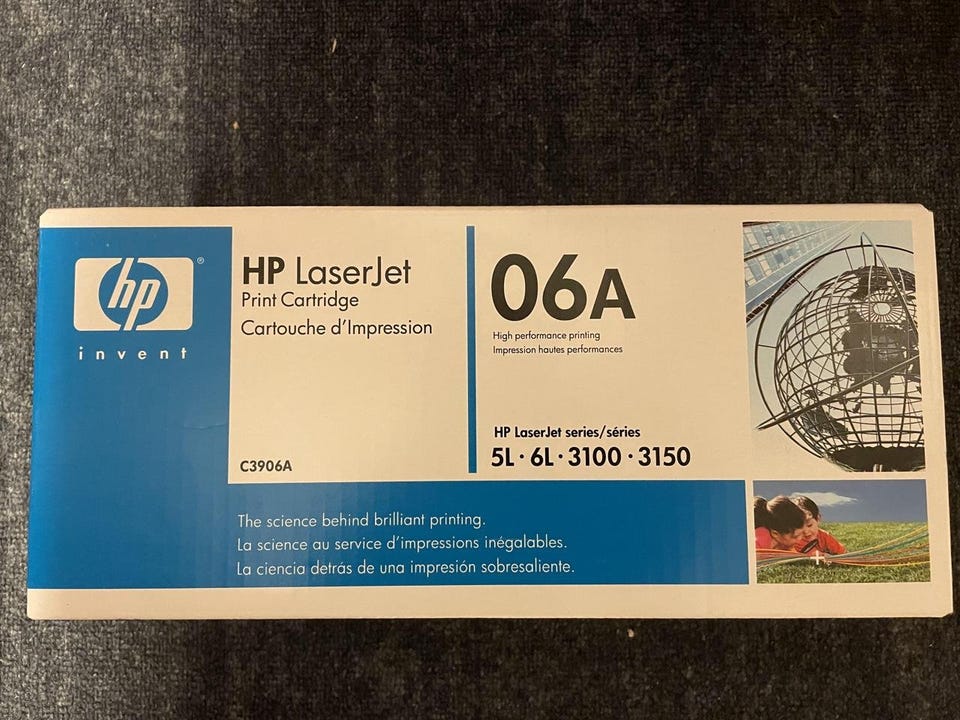 hp
®
invent
HP LaserJet
Print Cartridge
Cartouche d'Impression
C3906A
06A
High performance printing
Impression hautes performances
HP LaserJet series/séries
5L · 6L · 3100 · 3150
The science behind brilliant printing.
La science au service d'impressions inégalables.
La ciencia detrás de una impresión sobresaliente.